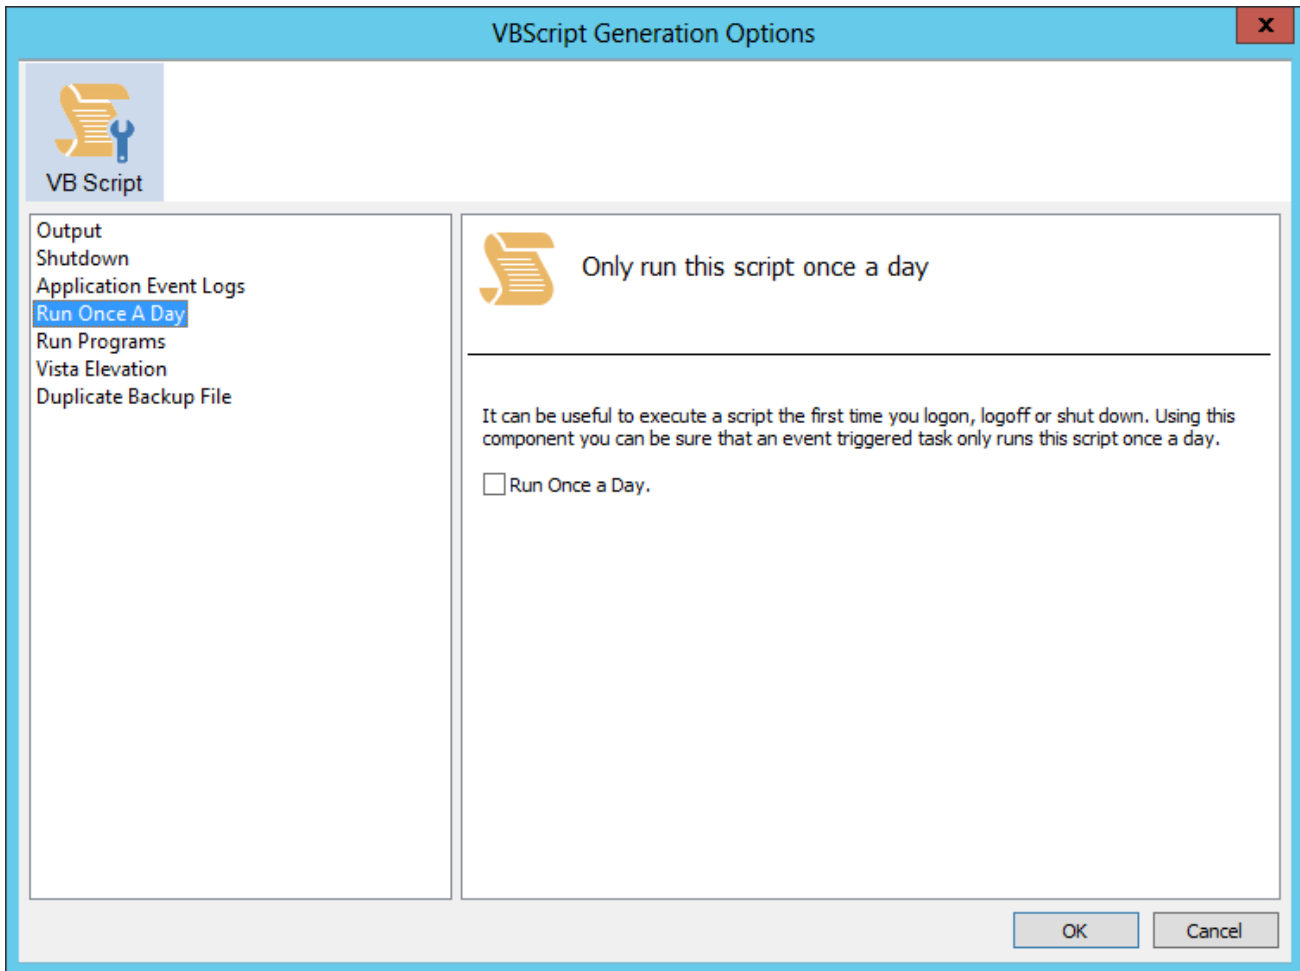 VBScript Generation Options
x
VB Script
Output
Shutdown
Application Event Logs
Run Once A Day
Run Programs
Vista Elevation
Duplicate Backup File
Only run this script once a day
It can be useful to execute a script the first time you logon, logoff or shut down. Using this
component you can be sure that an event triggered task only runs this script once a day.
Run Once a Day.
OK
Cancel